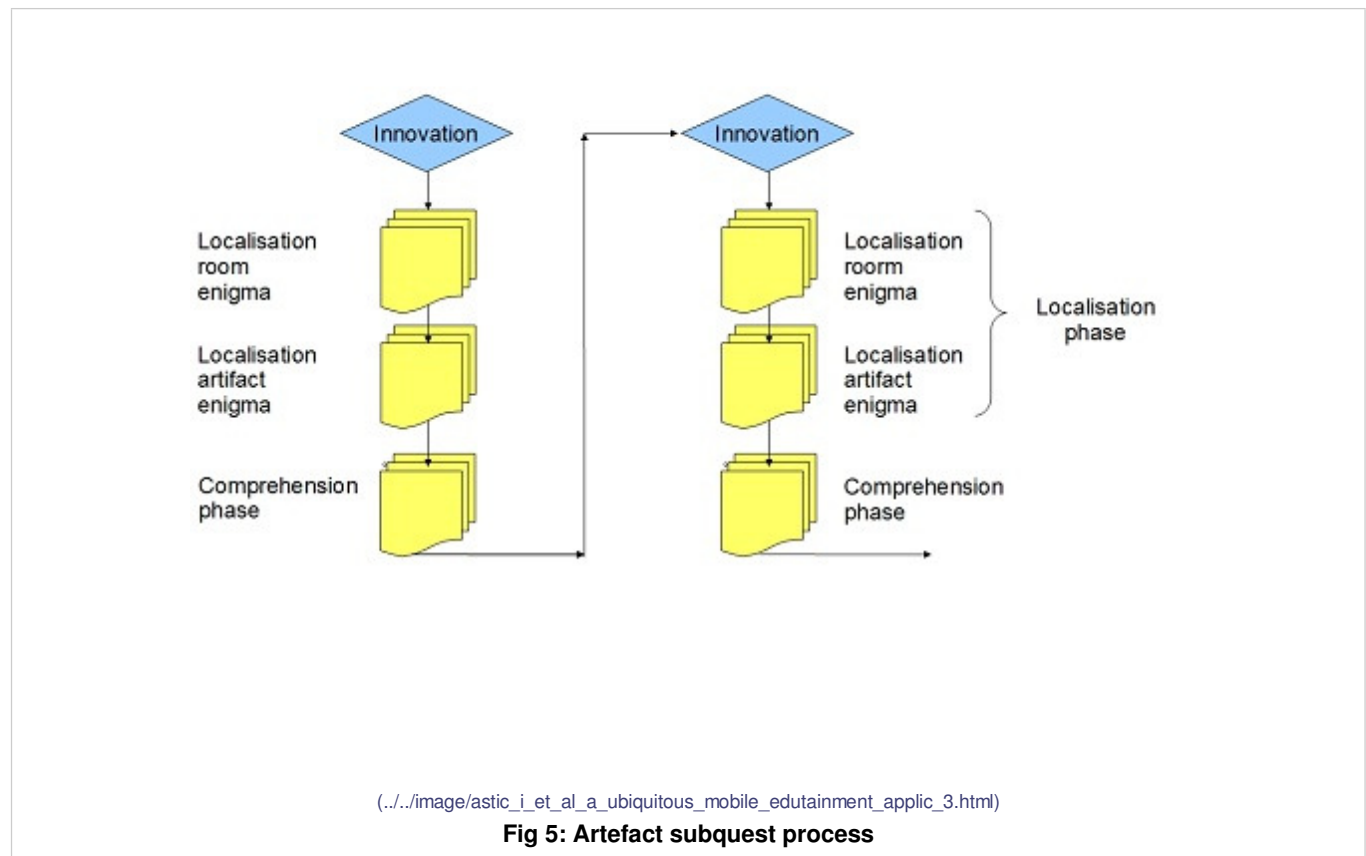 Innovation
Localisation
room
enigma
Localisation
artifact
enigma
Comprehension
phase
Innovation
Localisation
roorm
enigma
Localisation
artifact
enigma
Localisation
phase
Comprehension
phase
(../../image/astic_i_et_al_a_ubiquitous_mobile_edutainment_applic_3.html)
Fig 5: Artefact subquest process